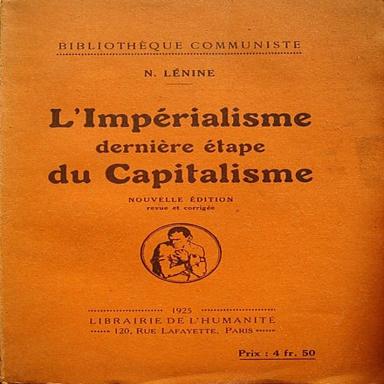 BIBLIOTHÈQUE COMMUNISTE
N. LÉNINE
L'Impérialisme
dernière étape
du Capitalisme
NOUVELLE ÉDITION
revue et corrigée
1925
LIBRAIRIE DE L'HUMANITÉ
120, RUE LAFAYETTE, PARIS
Prix : 4 fr. 50